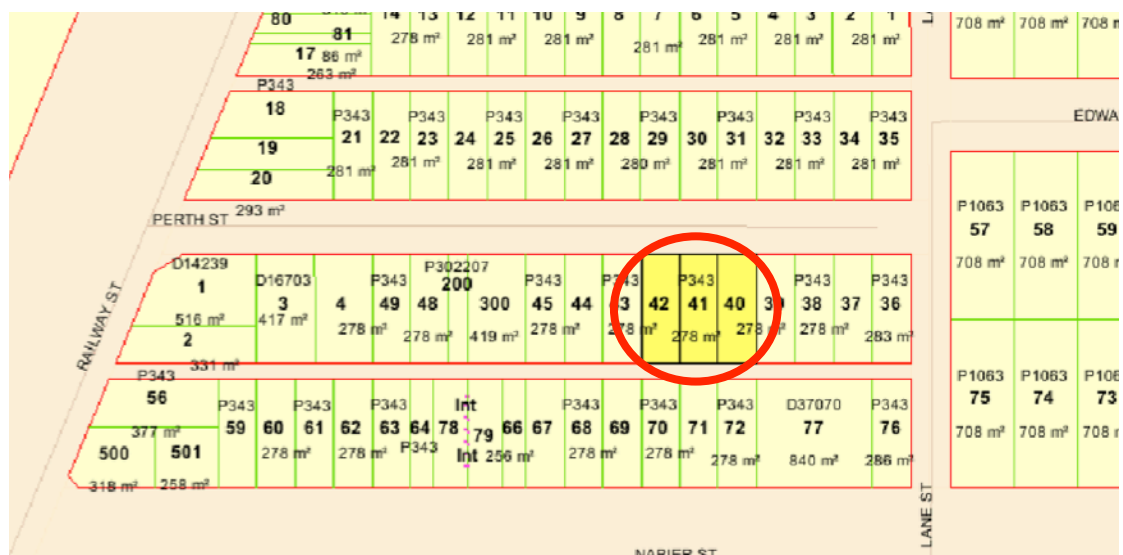 80 14 13 12 11 10 9 8 7 6 5 4 3 2 1
708 m² 708 m²
81
278 m² 281 m² 281 m² 281 m² 281 m² 281 m² 281 m²
17 86 m²
263 m²
P343
18
P343 P343 P343 P343 P343 P343 P343 P343
EDWA
21 22 23 24 25 26 27 28 29 30 31 32 33 34 35
19
281 m² 281 m² 281 m² 281 m² 280 m² 281 m² 281 m² 281 m²
20
293 m²
P1063 P1063 P106
57 58 59
PERTH ST
708 m² 708 m² 708 m
D14239 P302207
1 D16703 P343 200 P343 P343 P343 P343 P343
3 4 49 48 300 45 44 43 42 41 40 39 38 37 36
516 m² 417 m² 278 m² 278 m² 419 m² 278 m² 278 m² 278 m² 278 m² 278 m² 283 m²
2
331 m²
RAILWAY ST
P343
56
P1063 P1063 P106
75 74 73
P343 P343 P343 Int P343 P343 P343 D37070 P343
59 60 61 62 63 64 78 79 66 67 68 69 70 71 72 77 76
377 m²
P343
708 m² 708 m² 708 m
500 501 278 m² 278 m² Int 256 m² 278 m² 278 m² 278 m² 840 m² 286 m²
318 m² 258 m²
LANE ST
NAPIER ST